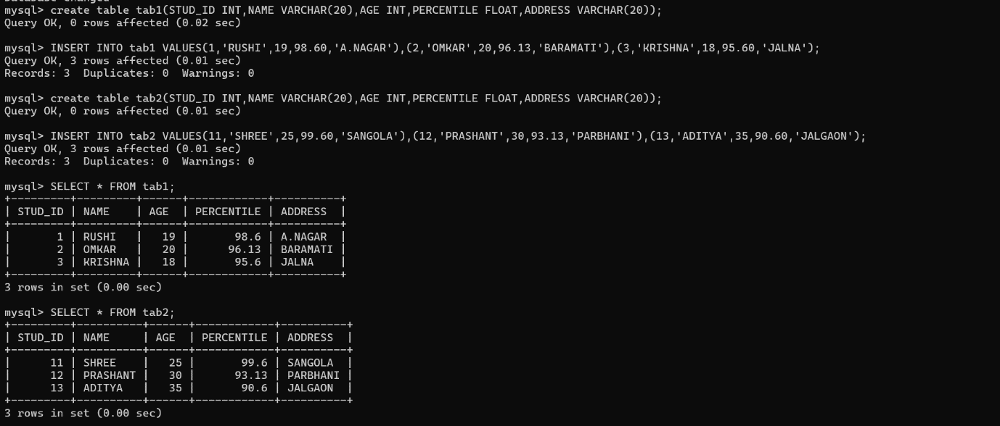 Database changed
mysql> create table tab1(STUD_ID INT,NAME VARCHAR(20),AGE INT,PERCENTILE FLOAT,ADDRESS VARCHAR(20));
Query OK, 0 rows affected (0.02 sec)
mysql> INSERT INTO tab1 VALUES(1,'RUSHI',19,98.60,'A.NAGAR'),(2,'OMKAR',20,96.13,'BARAMATI'),(3,'KRISHNA',18,95.60,'JALNA');
Query OK, 3 rows affected (0.01 sec)
Records: 3  Duplicates: 0  Warnings: 0
mysql> create table tab2(STUD_ID INT,NAME VARCHAR(20),AGE INT,PERCENTILE FLOAT,ADDRESS VARCHAR(20));
Query OK, 0 rows affected (0.01 sec)
mysql> INSERT INTO tab2 VALUES(11,'SHREE',25,99.60,'SANGOLA'),(12,'PRASHANT',30,93.13,'PARBHANI'),(13,'ADITYA',35,90.60,'JALGAON');
Query OK, 3 rows affected (0.01 sec)
Records: 3  Duplicates: 0  Warnings: 0
mysql> SELECT * FROM tab1;
+---------+---------+------+------------+----------+
| STUD_ID | NAME    | AGE  | PERCENTILE | ADDRESS  |
+---------+---------+------+------------+----------+
|       1 | RUSHI   |   19 |       98.6 | A.NAGAR  |
|       2 | OMKAR   |   20 |      96.13 | BARAMATI |
|       3 | KRISHNA |   18 |       95.6 | JALNA    |
+---------+---------+------+------------+----------+
3 rows in set (0.00 sec)
mysql> SELECT * FROM tab2;
+---------+----------+------+------------+----------+
| STUD_ID | NAME     | AGE  | PERCENTILE | ADDRESS  |
+---------+----------+------+------------+----------+
|      11 | SHREE    |   25 |       99.6 | SANGOLA  |
|      12 | PRASHANT |   30 |      93.13 | PARBHANI |
|      13 | ADITYA   |   35 |       90.6 | JALGAON  |
+---------+----------+------+------------+----------+
3 rows in set (0.00 sec)